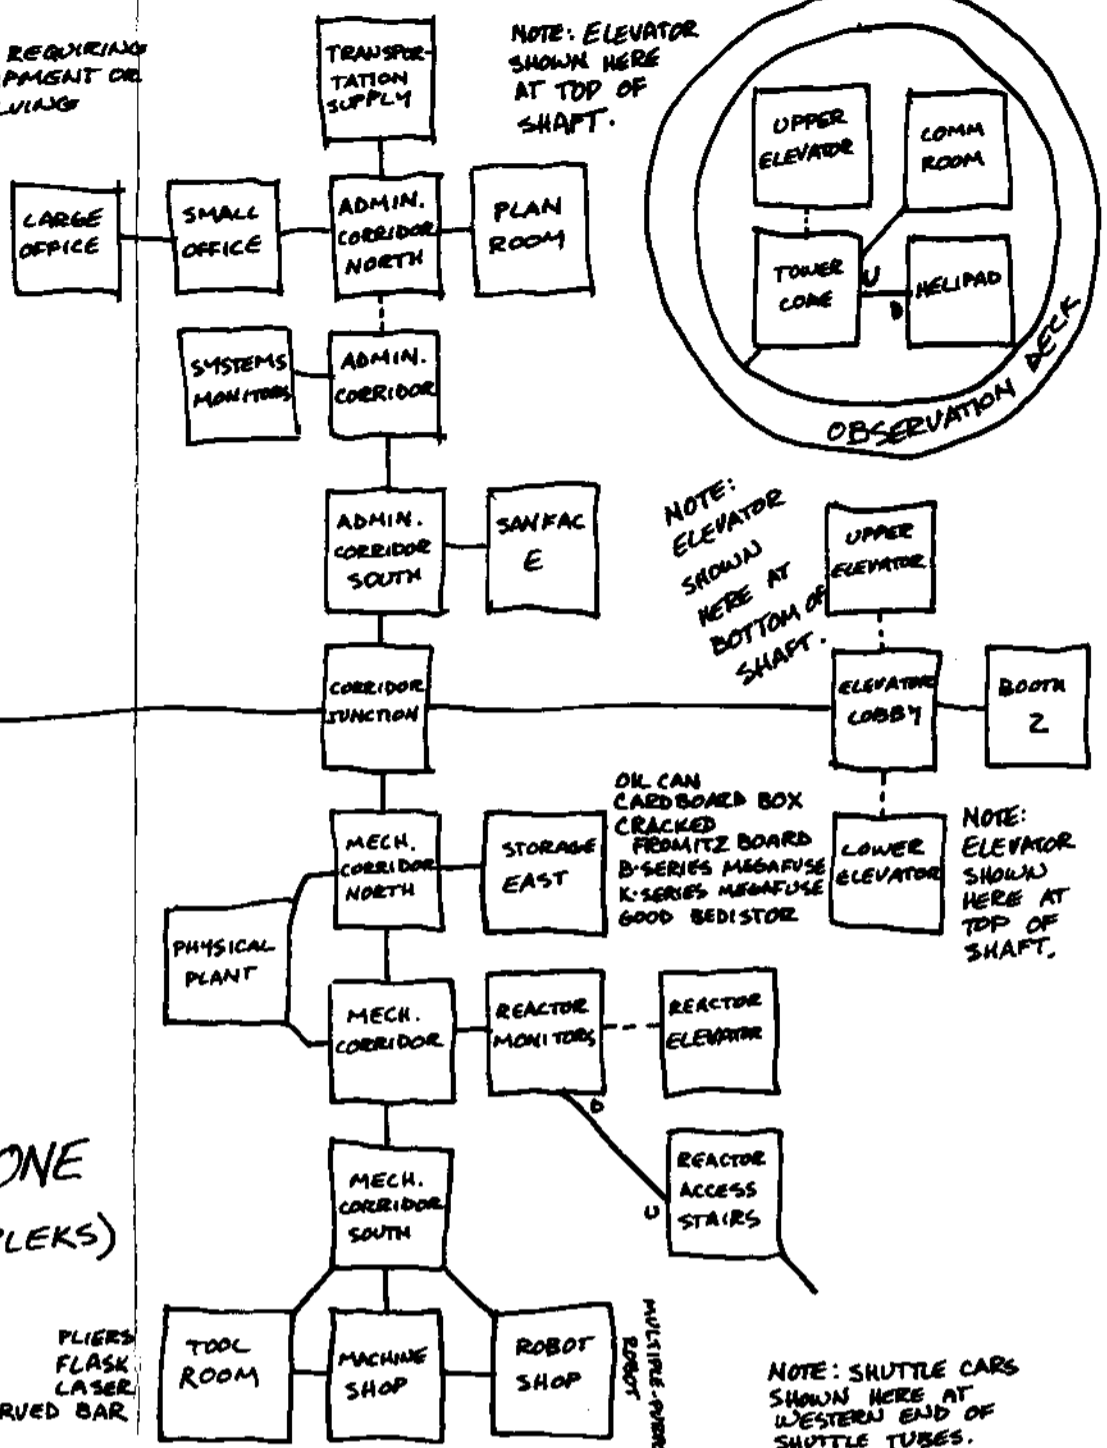 REQUIRING
PMENT OR
LVING
TRANSPOR-
TATION
SUPPLY
NOTE: ELEVATOR
SHOWN HERE
AT TOP OF
SHAFT.
UPPER
ELEVATOR
COMM
ROOM
TOWER
CORE
U
D
HELIPAD
OBSERVATION DECK
LARGE
OFFICE
SMALL
OFFICE
ADMIN.
CORRIDOR
NORTH
PLAN
ROOM
SYSTEMS
MONITORS
ADMIN.
CORRIDOR
ADMIN.
CORRIDOR
SOUTH
SANFAC
E
NOTE:
ELEVATOR
SHOWN
HERE AT
BOTTOM OF
SHAFT.
UPPER
ELEVATOR
CORRIDOR
JUNCTION
ELEVATOR
LOBBY
BOOTH
2
MECH.
CORRIDOR
NORTH
STORAGE
EAST
OIL CAN
CARDBOARD BOX
CRACKED
FROMITZ BOARD
B-SERIES MEGAFUSE
K-SERIES MEGAFUSE
GOOD BEDISTOR
LOWER
ELEVATOR
NOTE:
ELEVATOR
SHOWN
HERE AT
TOP OF
SHAFT.
PHYSICAL
PLANT
MECH.
CORRIDOR
REACTOR
MONITORS
REACTOR
ELEVATOR
D
U
REACTOR
ACCESS
STAIRS
ONE
PLEKS)
MECH.
CORRIDOR
SOUTH
PLIERS
FLASK
LASER
RVED BAR
TOOL
ROOM
MACHINE
SHOP
ROBOT
SHOP
MULTIPLE-PURP
ROBOT
NOTE: SHUTTLE CARS
SHOWN HERE AT
WESTERN END OF
SHUTTLE TUBES.